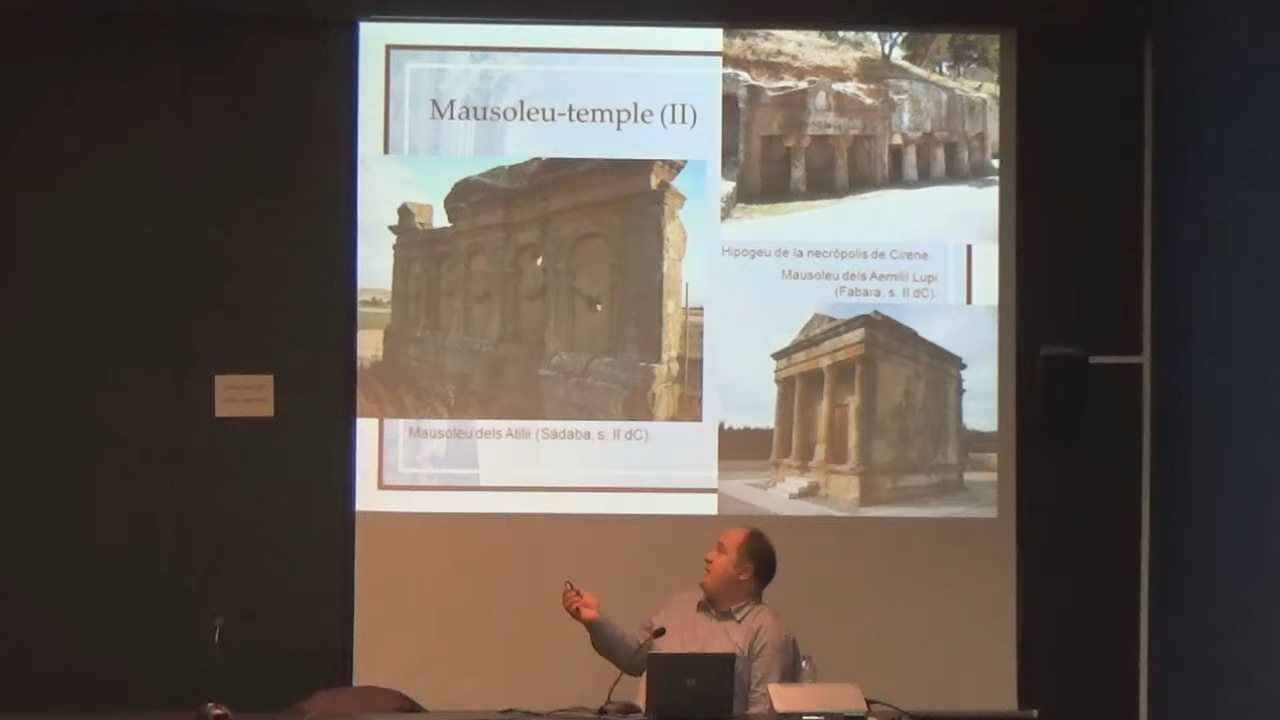 Mausoleu-temple (II)
Hipogeu de la necròpolis de Cirene.
Mausoleu dels Aemilii Lupi
(Fabara, s. II dC).
Mausoleu dels Atilii (Sádaba, s. II dC).